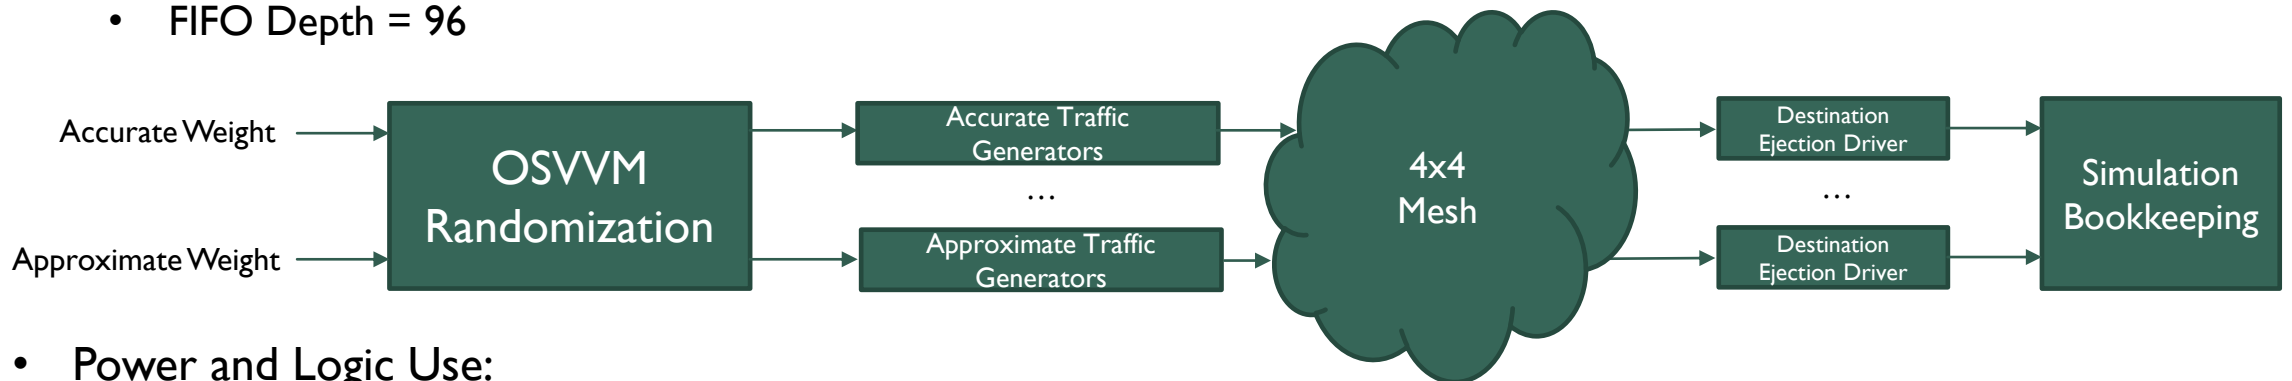 • FIFO Depth = 96
Accurate Weight
Approximate Weight
OSVVM
Randomization
Accurate Traffic
Generators
…
Approximate Traffic
Generators
4x4
Mesh
Destination
Ejection Driver
…
Destination
Ejection Driver
Simulation
Bookkeeping
• Power and Logic Use: